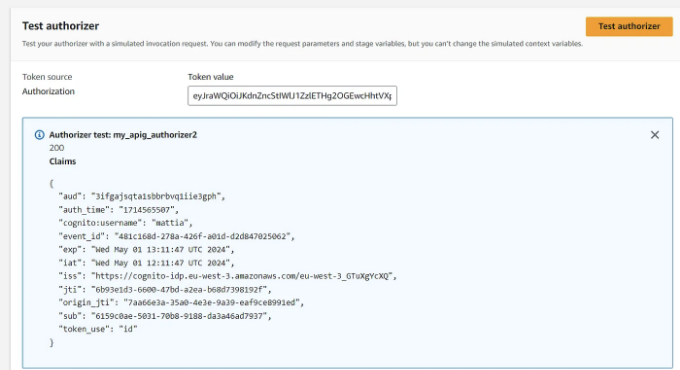 Test authorizer
Test authorizer
Test your authorizer with a simulated invocation request. You can modify the request parameters and stage variables, but you can't change the simulated context variables.
Token source
Token value
Authorization
eyJraWQiOiJKdnZncStIWlJ1ZzlETHg2OGEwcHhtVXp
Authorizer test: my_apig_authorizer2
200
Claims
{
"aud": "3ifgajsqta1sbbrbvq1iie3gph",
"auth_time": "1714565507",
"cognito:username": "mattia",
"event_id": "481c168d-278a-426f-a01d-d2d847025062",
"exp": "Wed May 01 13:11:47 UTC 2024",
"iat": "Wed May 01 12:11:47 UTC 2024",
"iss": "https://cognito-idp.eu-west-3.amazonaws.com/eu-west-3_GTuXgYcXQ",
"jti": "6b93e1d3-6600-47bd-a2ea-b68d7398192f",
"origin_jti": "7aa66e3a-35a0-4e3e-9a39-eaf9ce8991ed",
"sub": "6159c0ae-5031-70b8-9188-da3a46ad7937",
"token_use": "id"
}